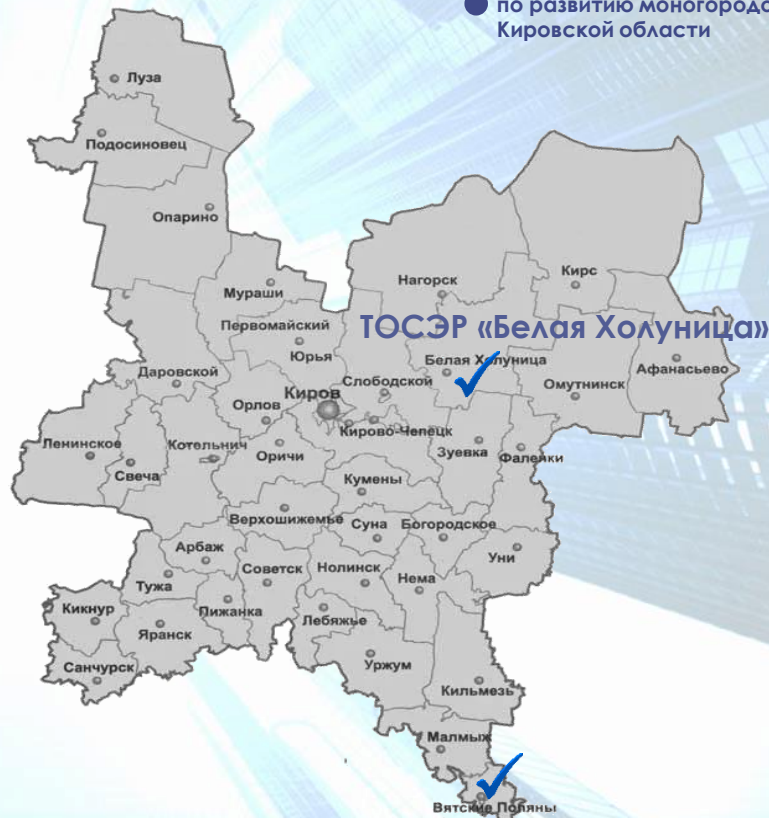 по развитию моногородо
Кировской области
Луза
Подосиновец
Опарино
Мураши
Нагорск
Кирс
Первомайский
ТОСЭР «Белая Холуница»
Юрья
Белая Холуница
Афанасьево
Даровской
Слободской
Омутнинск
Киров
Орлов
Кирово-Чепецк
Ленинское
Котельнич
Оричи
Зуевка
Фаленки
Свеча
Кумены
Верхошижемье
Суна
Богородское
Арбаж
Уни
Советск
Нолинск
Нема
Тужа
Кикнур
Пижанка
Лебяжье
Яранск
Санчурск
Уржум
Кильмезь
Малмыж
Вятские Поляны